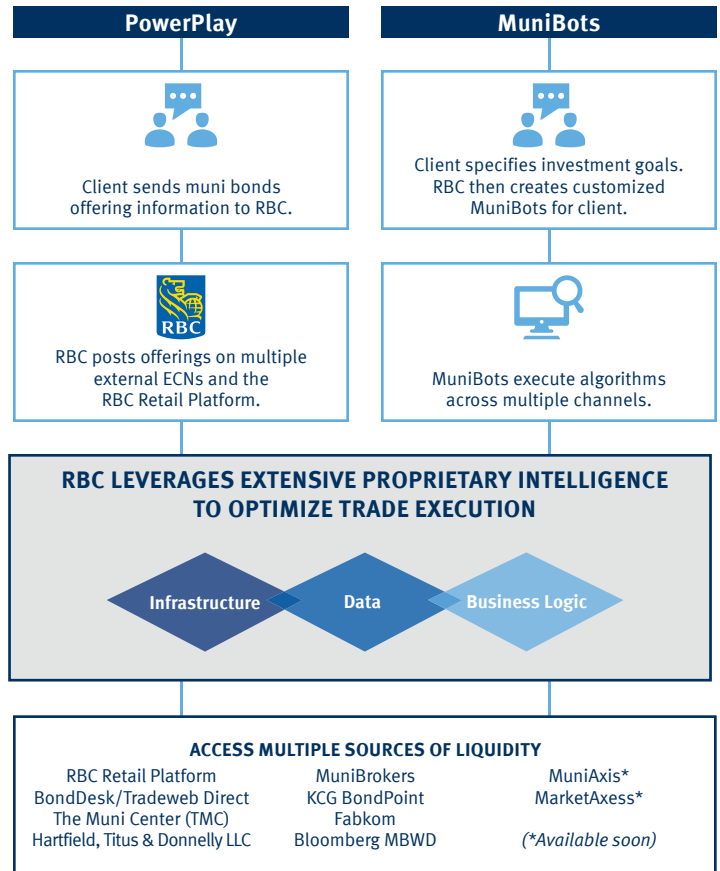 PowerPlay
Client sends muni bonds
offering information to RBC.
RBC
RBC posts offerings on multiple
external ECNs and the
RBC Retail Platform.
MuniBots
Client specifies investment goals.
RBC then creates customized
MuniBots for client.
MuniBots execute algorithms
across multiple channels.
RBC LEVERAGES EXTENSIVE PROPRIETARY INTELLIGENCE
TO OPTIMIZE TRADE EXECUTION
Infrastructure
Data
Business Logic
ACCESS MULTIPLE SOURCES OF LIQUIDITY
RBC Retail Platform
BondDesk/Tradeweb Direct
The Muni Center (TMC)
Hartfield, Titus & Donnelly LLC
MuniBrokers
KCG BondPoint
Fabkom
Bloomberg MBWD
MuniAxis*
MarketAxess*
(*Available soon)